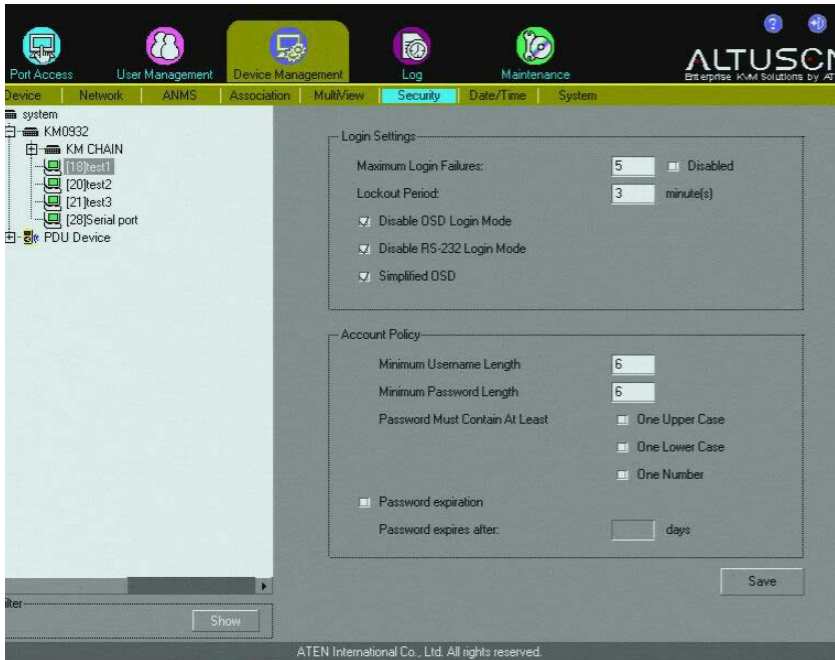 Port Access
User Management
Device Management
Log
Maintenance
ALTUSCN
Enterprise KVM Solutions by AT
Device
Network
ANMS
Association
MultiView
Security
Date/Time
System
system
KM0932
KM CHAIN
[18]test1
[20]test2
[21]test3
[28]Serial port
PDU Device
ilter
Show
Login Settings
Maximum Login Failures: 5 Disabled
Lockout Period: 3 minute(s)
Disable OSD Login Mode
Disable RS-232 Login Mode
Simplified OSD
Account Policy
Minimum Username Length 6
Minimum Password Length 6
Password Must Contain At Least One Upper Case
One Lower Case
One Number
Password expiration
Password expires after: days
Save
ATEN International Co., Ltd. All rights reserved.